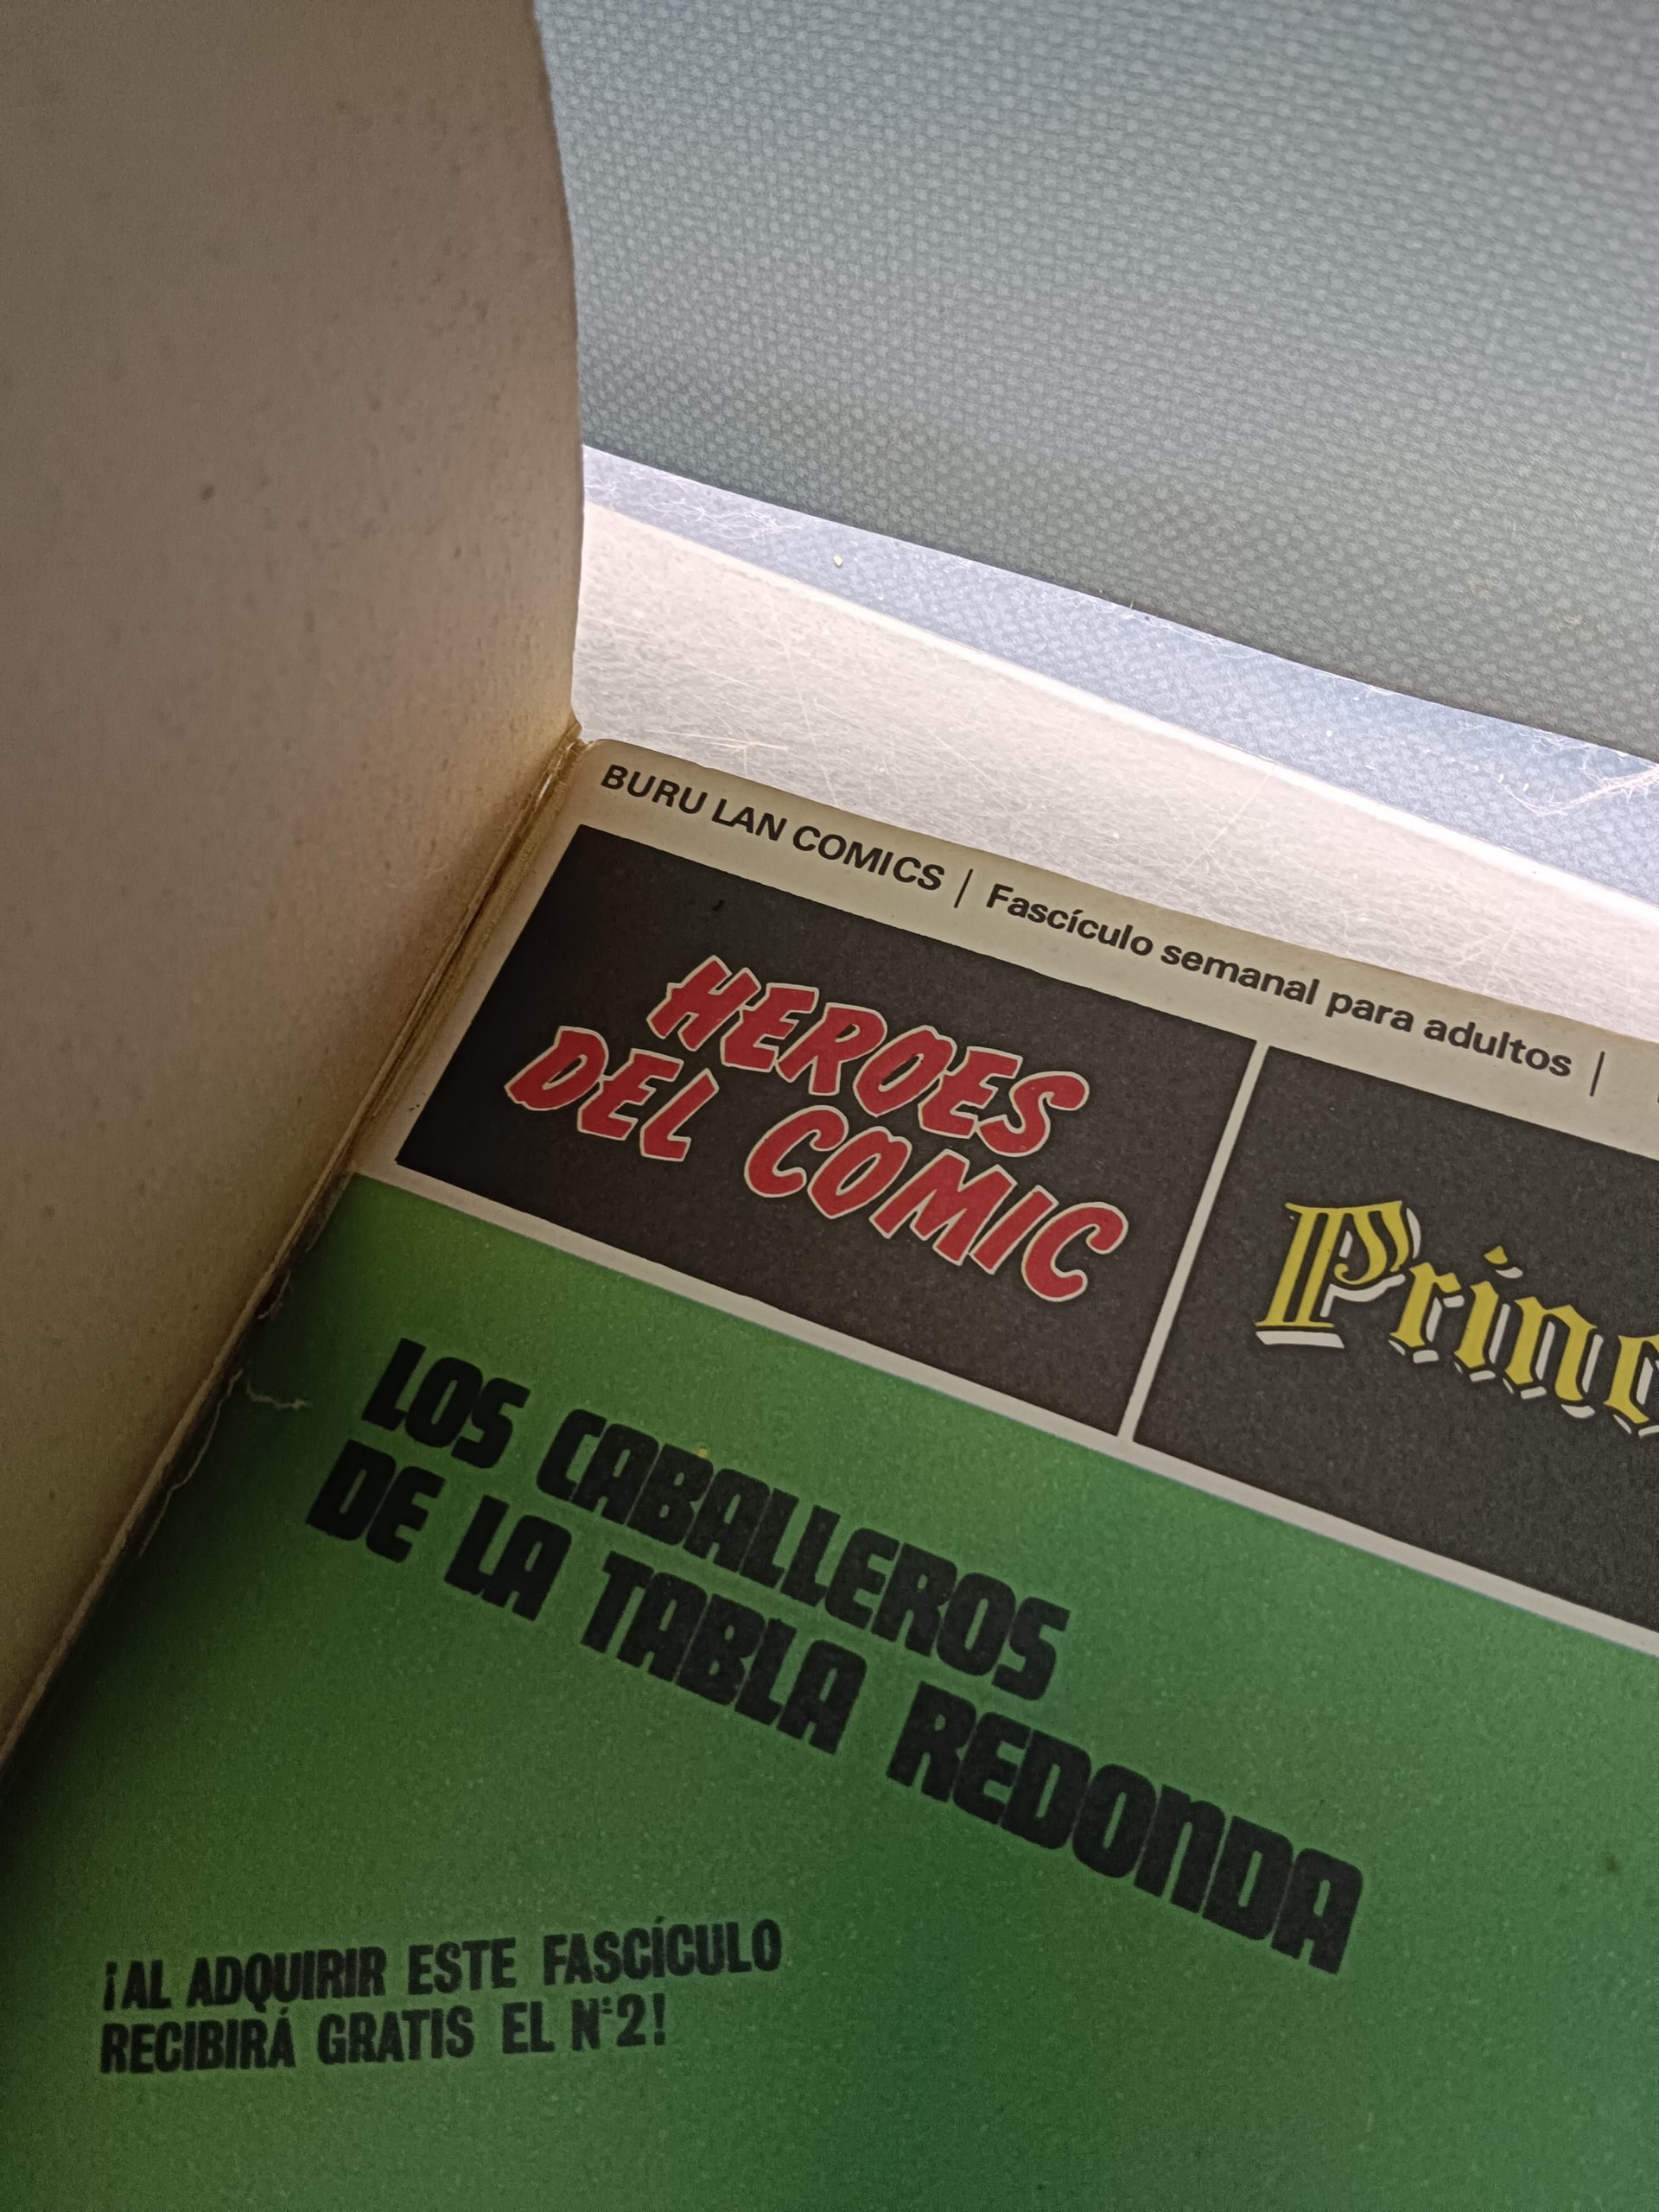 BURU LAN COMICS | Fascículo semanal para adultos |
HEROES
DEL COMIC
LOS CABALLEROS
DE LA TABLA REDONDA
¡AL ADQUIRIR ESTE FASCÍCULO
RECIBIRÁ GRATIS EL Nº2!